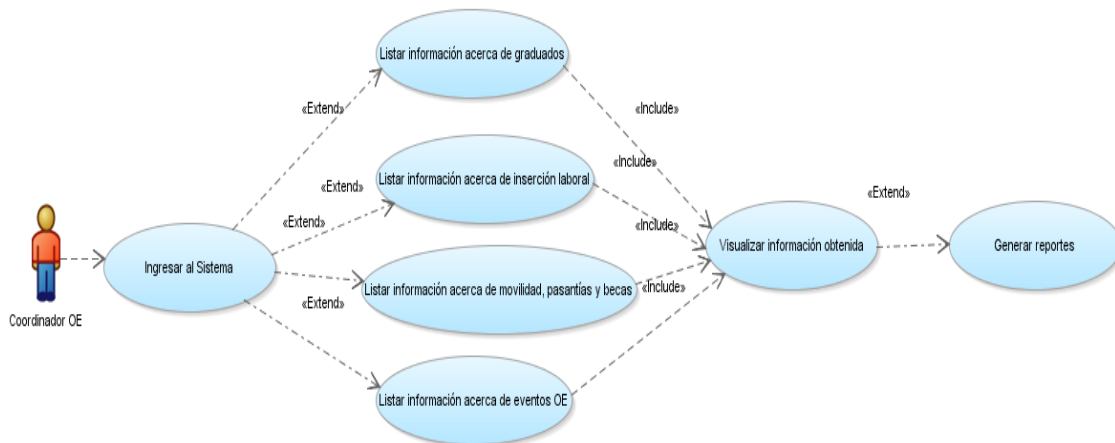 Listar información acerca de graduados
«Extend»
«Include»
Listar información acerca de inserción laboral
«Include»
«Extend»
«Extend»
«Extend»
«Include»
Ingresar al Sistema
Visualizar información obtenida
Generar reportes
Listar información acerca de movilidad, pasantías y becas
«Include»
«Extend»
Coordinador OE
Listar información acerca de eventos OE